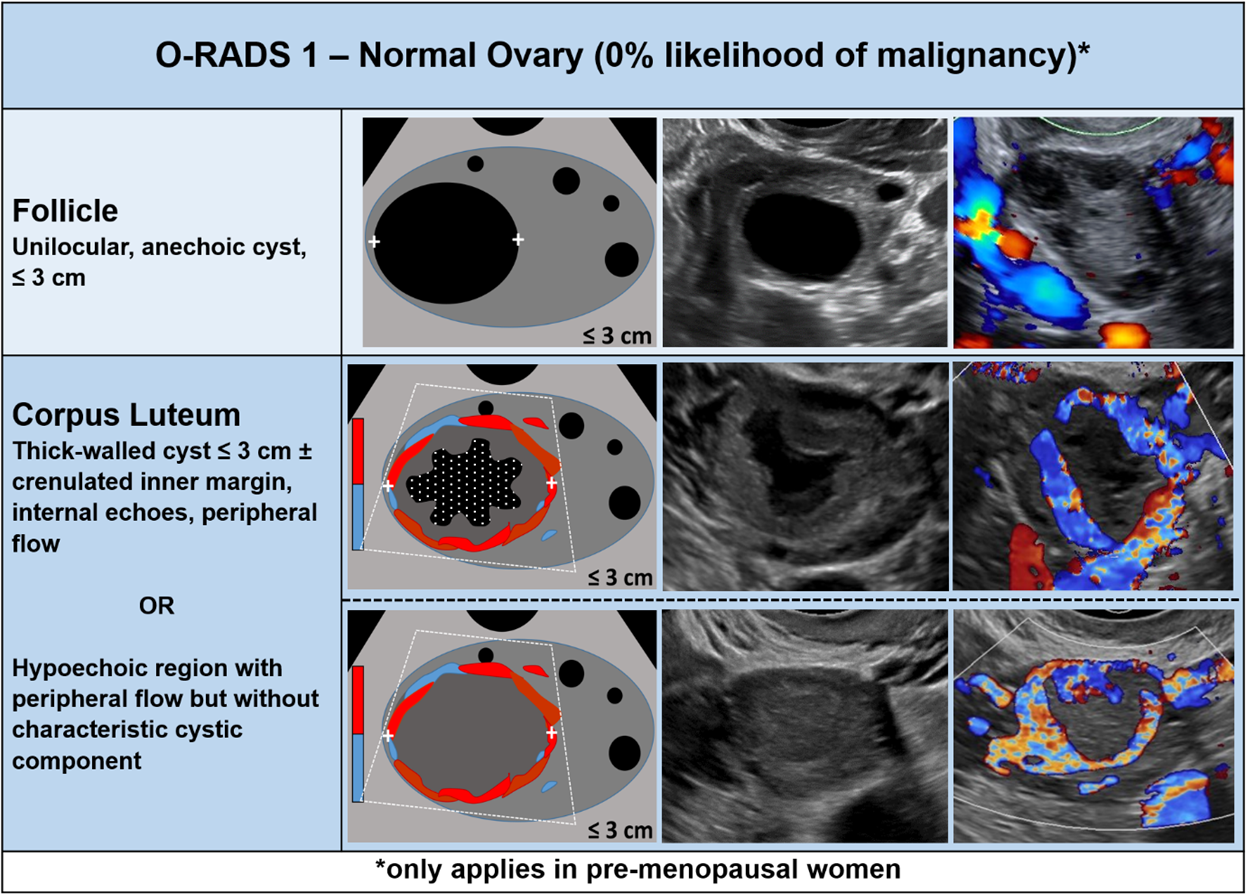 O-RADS 1 – Normal Ovary (0% likelihood of malignancy)*
Follicle
Unilocular, anechoic cyst,
≤ 3 cm
≤ 3 cm
Corpus Luteum
Thick-walled cyst ≤ 3 cm ±
crenulated inner margin,
internal echoes, peripheral
flow
≤ 3 cm
OR
Hypoechoic region with
peripheral flow but without
characteristic cystic
component
≤ 3 cm
*only applies in pre-menopausal women